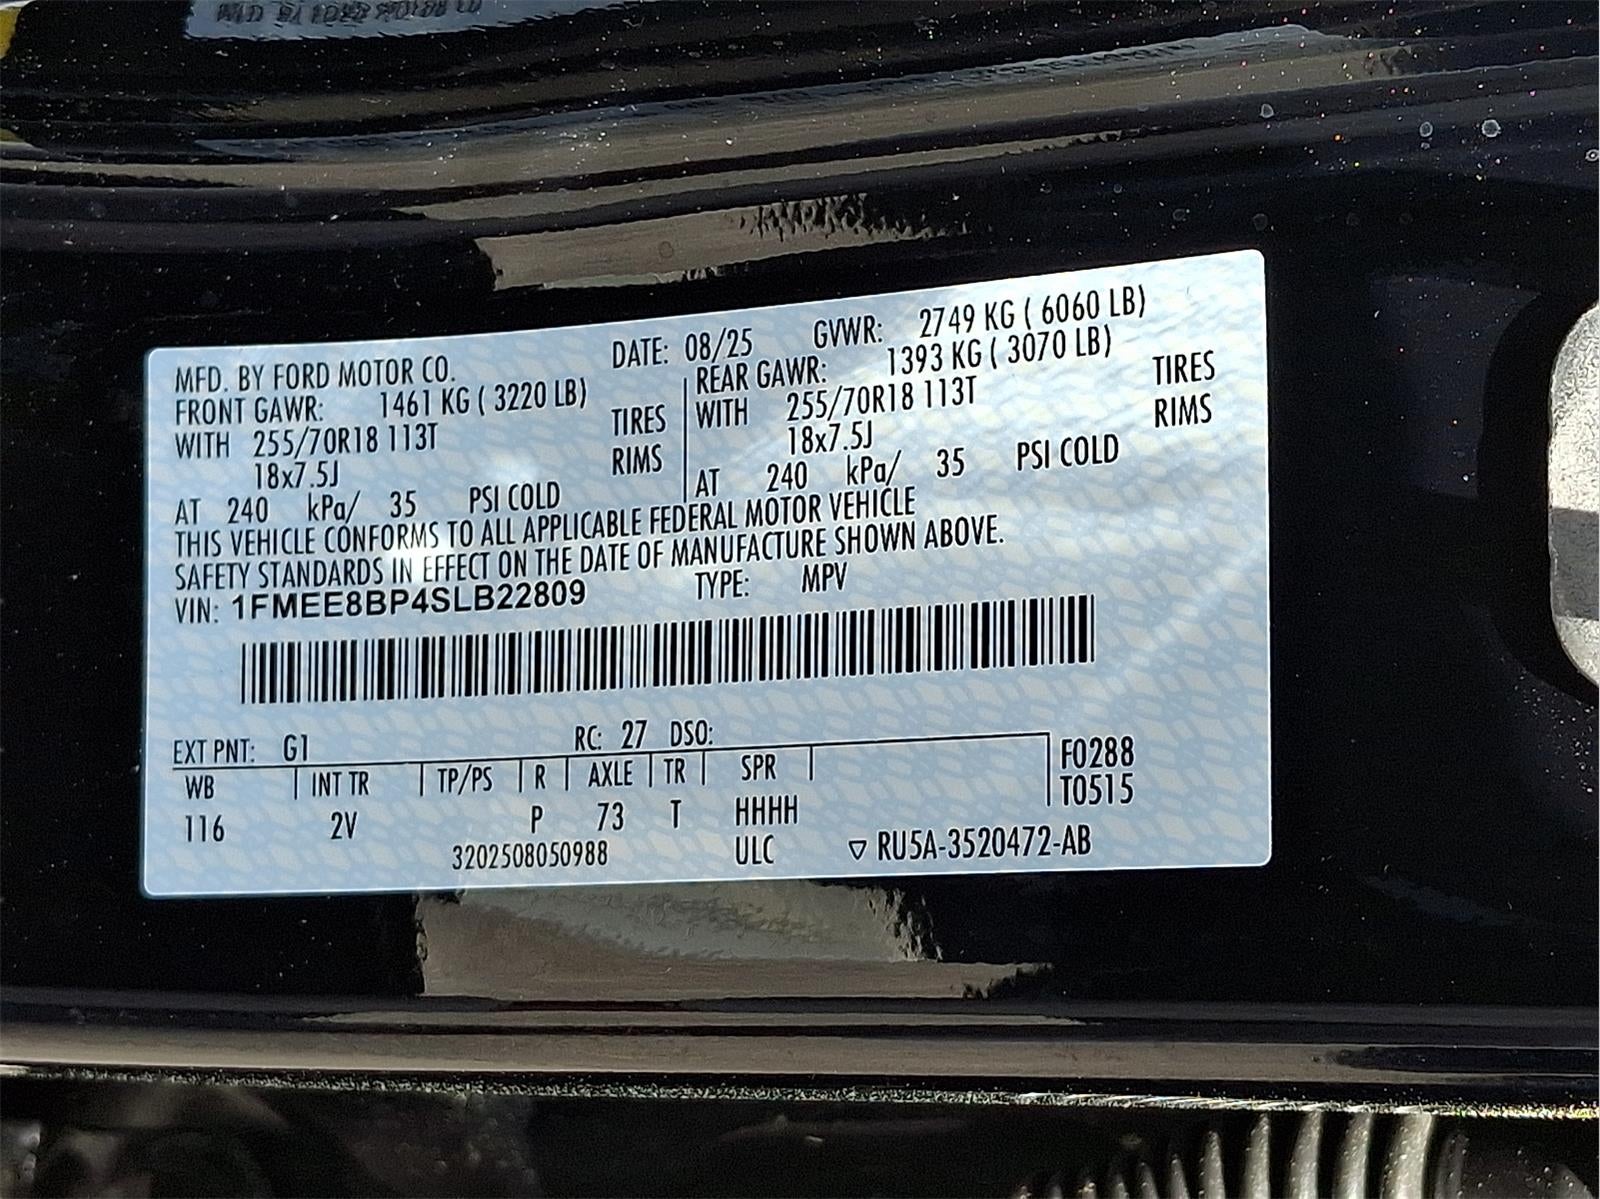 MFD. BY FORD MOTOR CO. DATE: 08/25 GVWR: 2749 KG ( 6060 LB)
FRONT GAWR: 1461 KG ( 3220 LB) REAR GAWR: 1393 KG ( 3070 LB)
WITH 255/70R18 113T TIRES WITH 255/70R18 113T TIRES
18x7.5J RIMS 18x7.5J RIMS
AT 240 kPa/ 35 PSI COLD AT 240 kPa/ 35 PSI COLD
THIS VEHICLE CONFORMS TO ALL APPLICABLE FEDERAL MOTOR VEHICLE
SAFETY STANDARDS IN EFFECT ON THE DATE OF MANUFACTURE SHOWN ABOVE.
VIN: 1FMEE8BP4SLB22809 TYPE: MPV
EXT PNT: G1 RC: 27 DSO:
WB INT TR TP/PS R AXLE TR SPR F0288
116 2V P 73 T HHHH T0515
3202508050988 ULC ▽ RU5A-3520472-AB